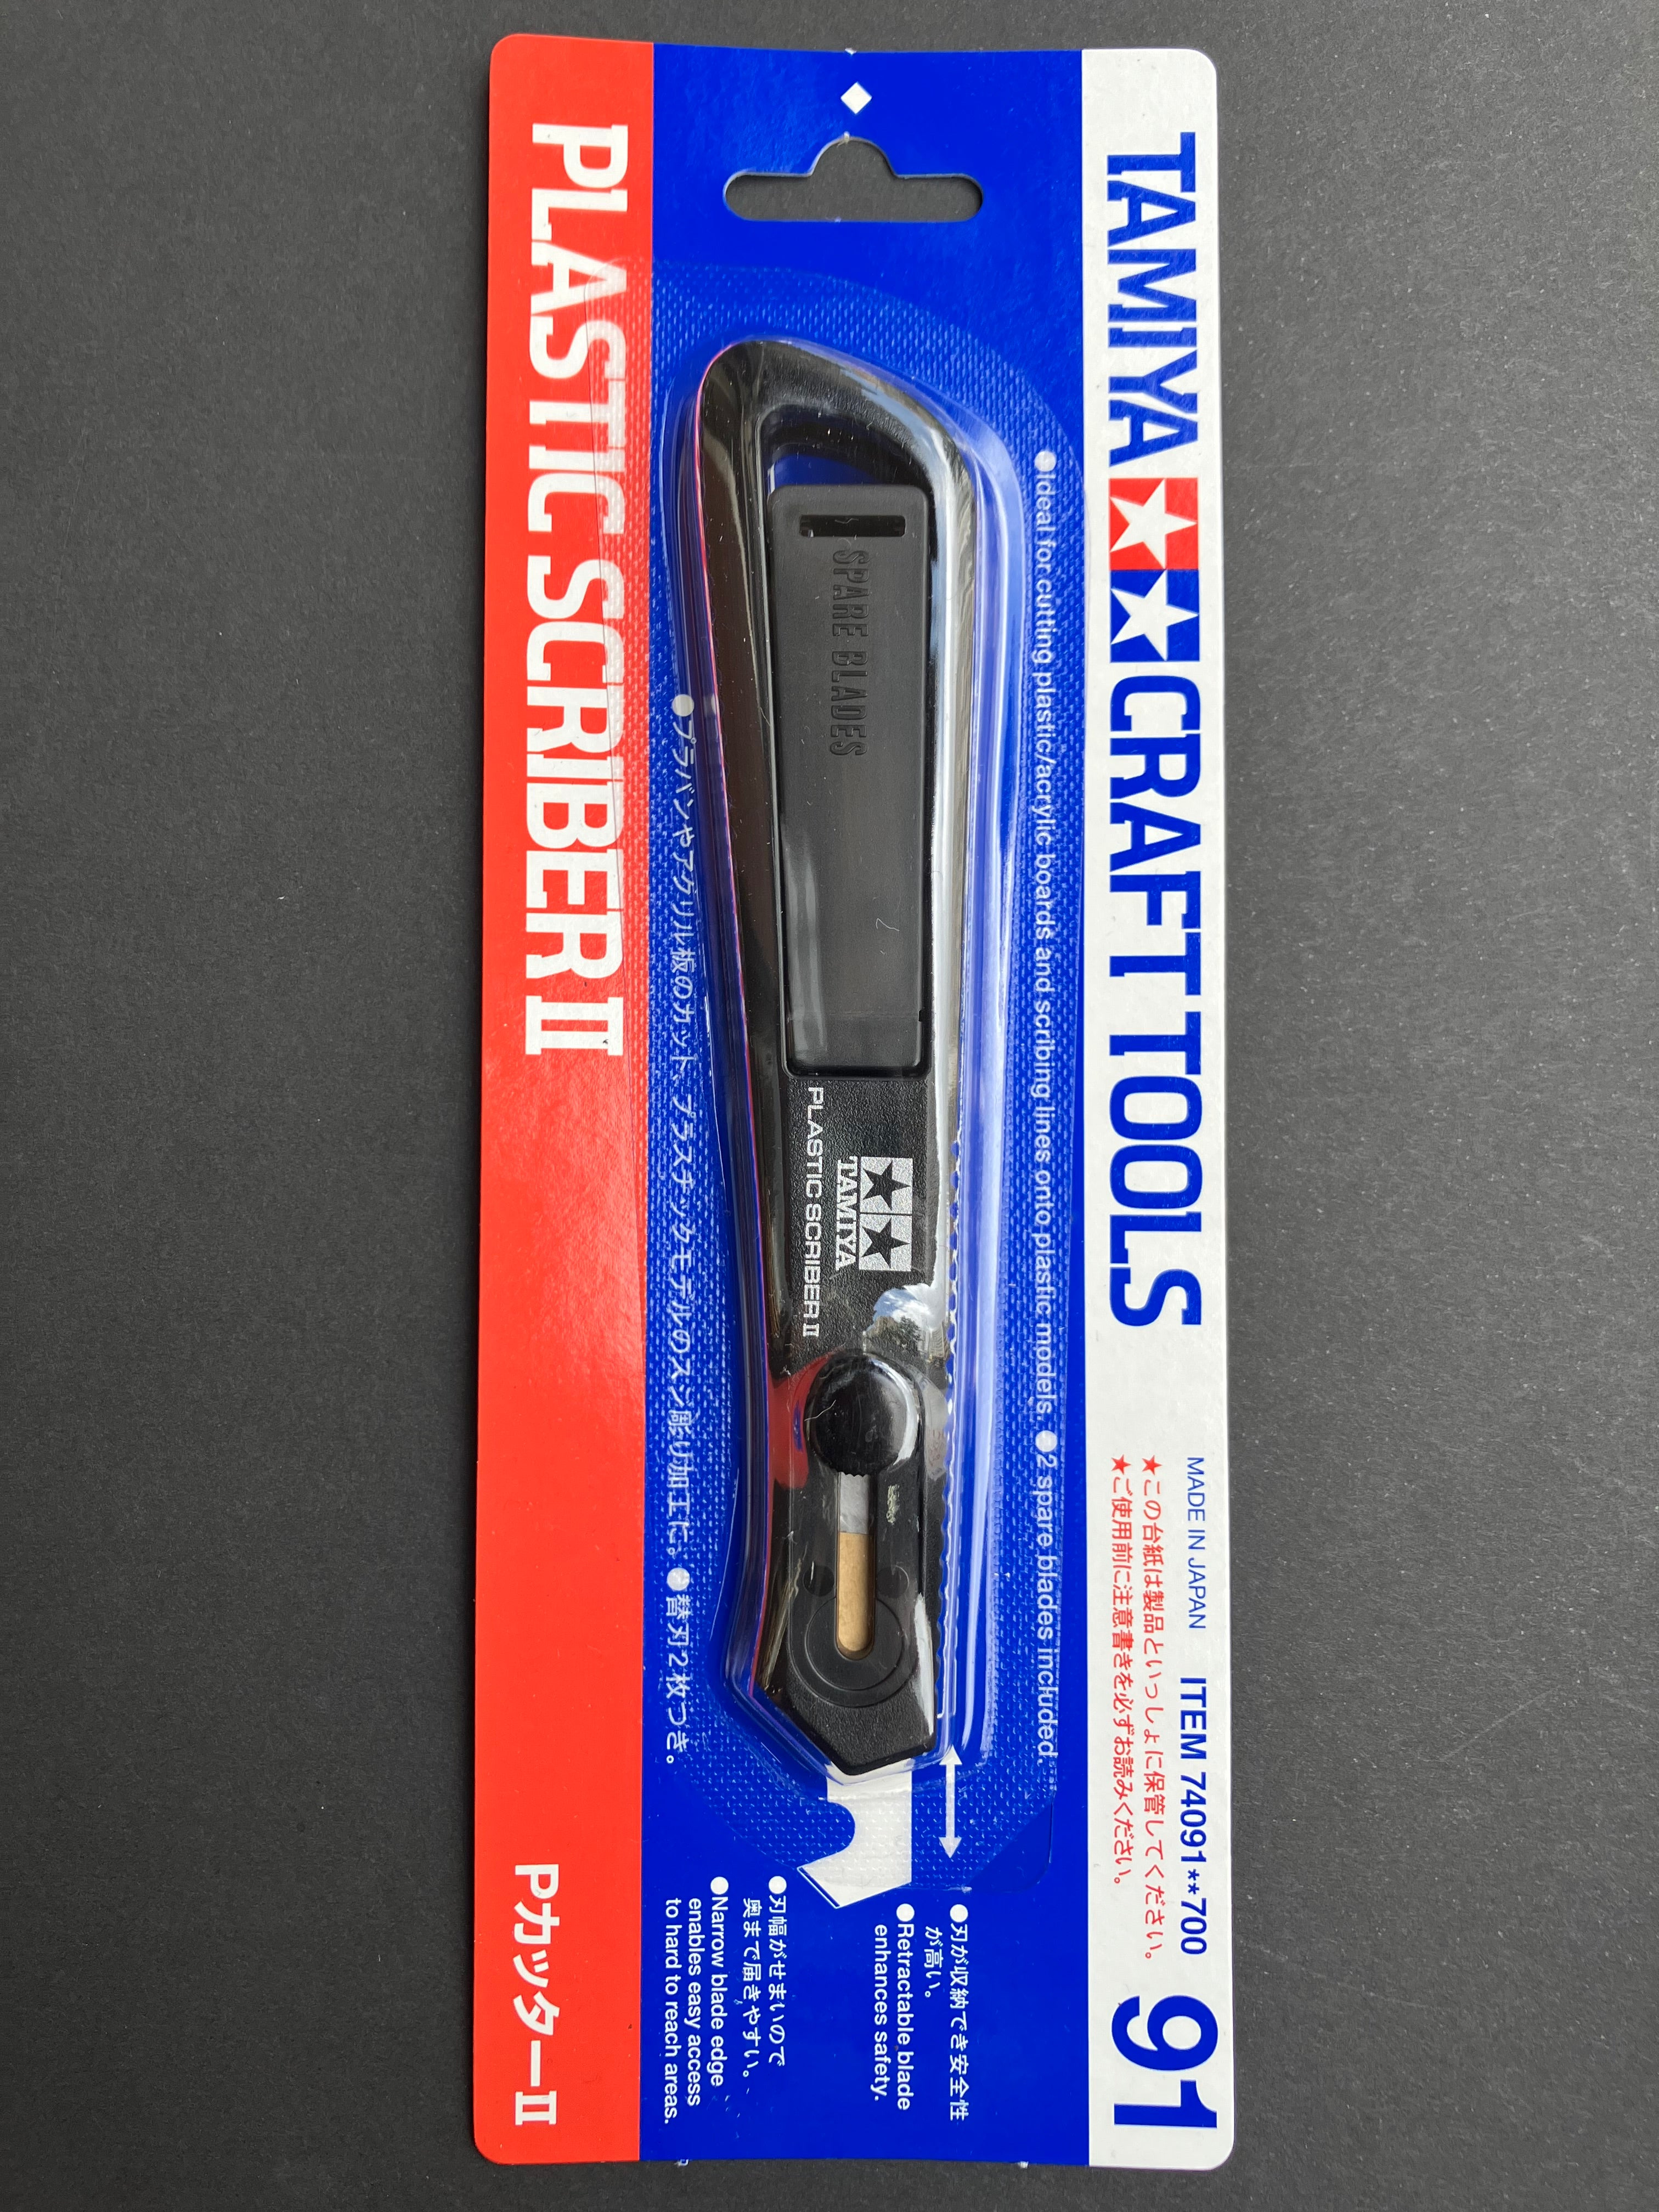 TAMIYA CRAFT TOOLS
MADE IN JAPAN ITEM 74091**700
★この台紙は製品といっしょに保管してください。
★ご使用前に注意書きを必ずお読みください。
91
●Ideal for cutting plastic/acrylic boards and scribing lines onto plastic models. ●2 spare blades included.
SPARE BLADES
TAMIYA
PLASTIC SCRIBER II
●刃が収納でき安全性
が高い。
●Retractable blade
enhances safety.
●刃幅がせまいので
奥まで届きやすい。
●Narrow blade edge
enables easy access
to hard to reach areas.
●プラバンやアクリル板のカット、プラスチックモデルのスジ彫り加工に。●替刃2枚つき。
PLASTIC SCRIBER II
PカッターII